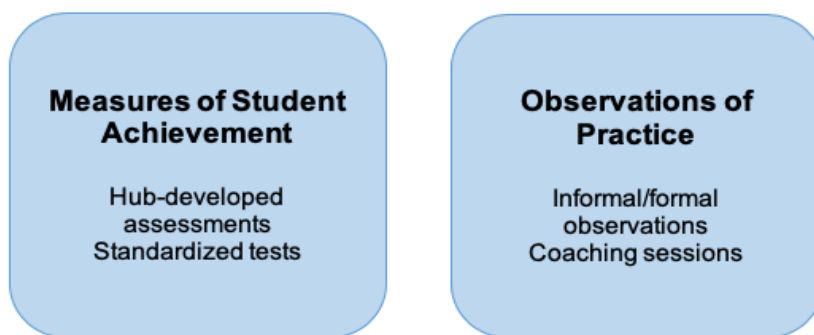 Measures of Student
Achievement
Hub-developed
assessments
Standardized tests
Observations of
Practice
Informal/formal
observations
Coaching sessions